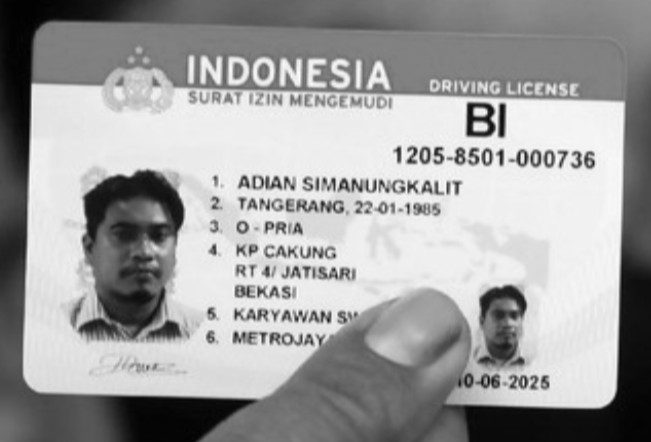 INDONESIA
SURAT IZIN MENGEMUDI
DRIVING LICENSE
BI
1205-8501-000736
1. ADIAN SIMANUNGKALIT
2. TANGERANG, 22-01-1985
3. O - PRIA
4. KP CAKUNG
RT 4/ JATISARI
BEKASI
5. KARYAWAN
6.
0-06-2025